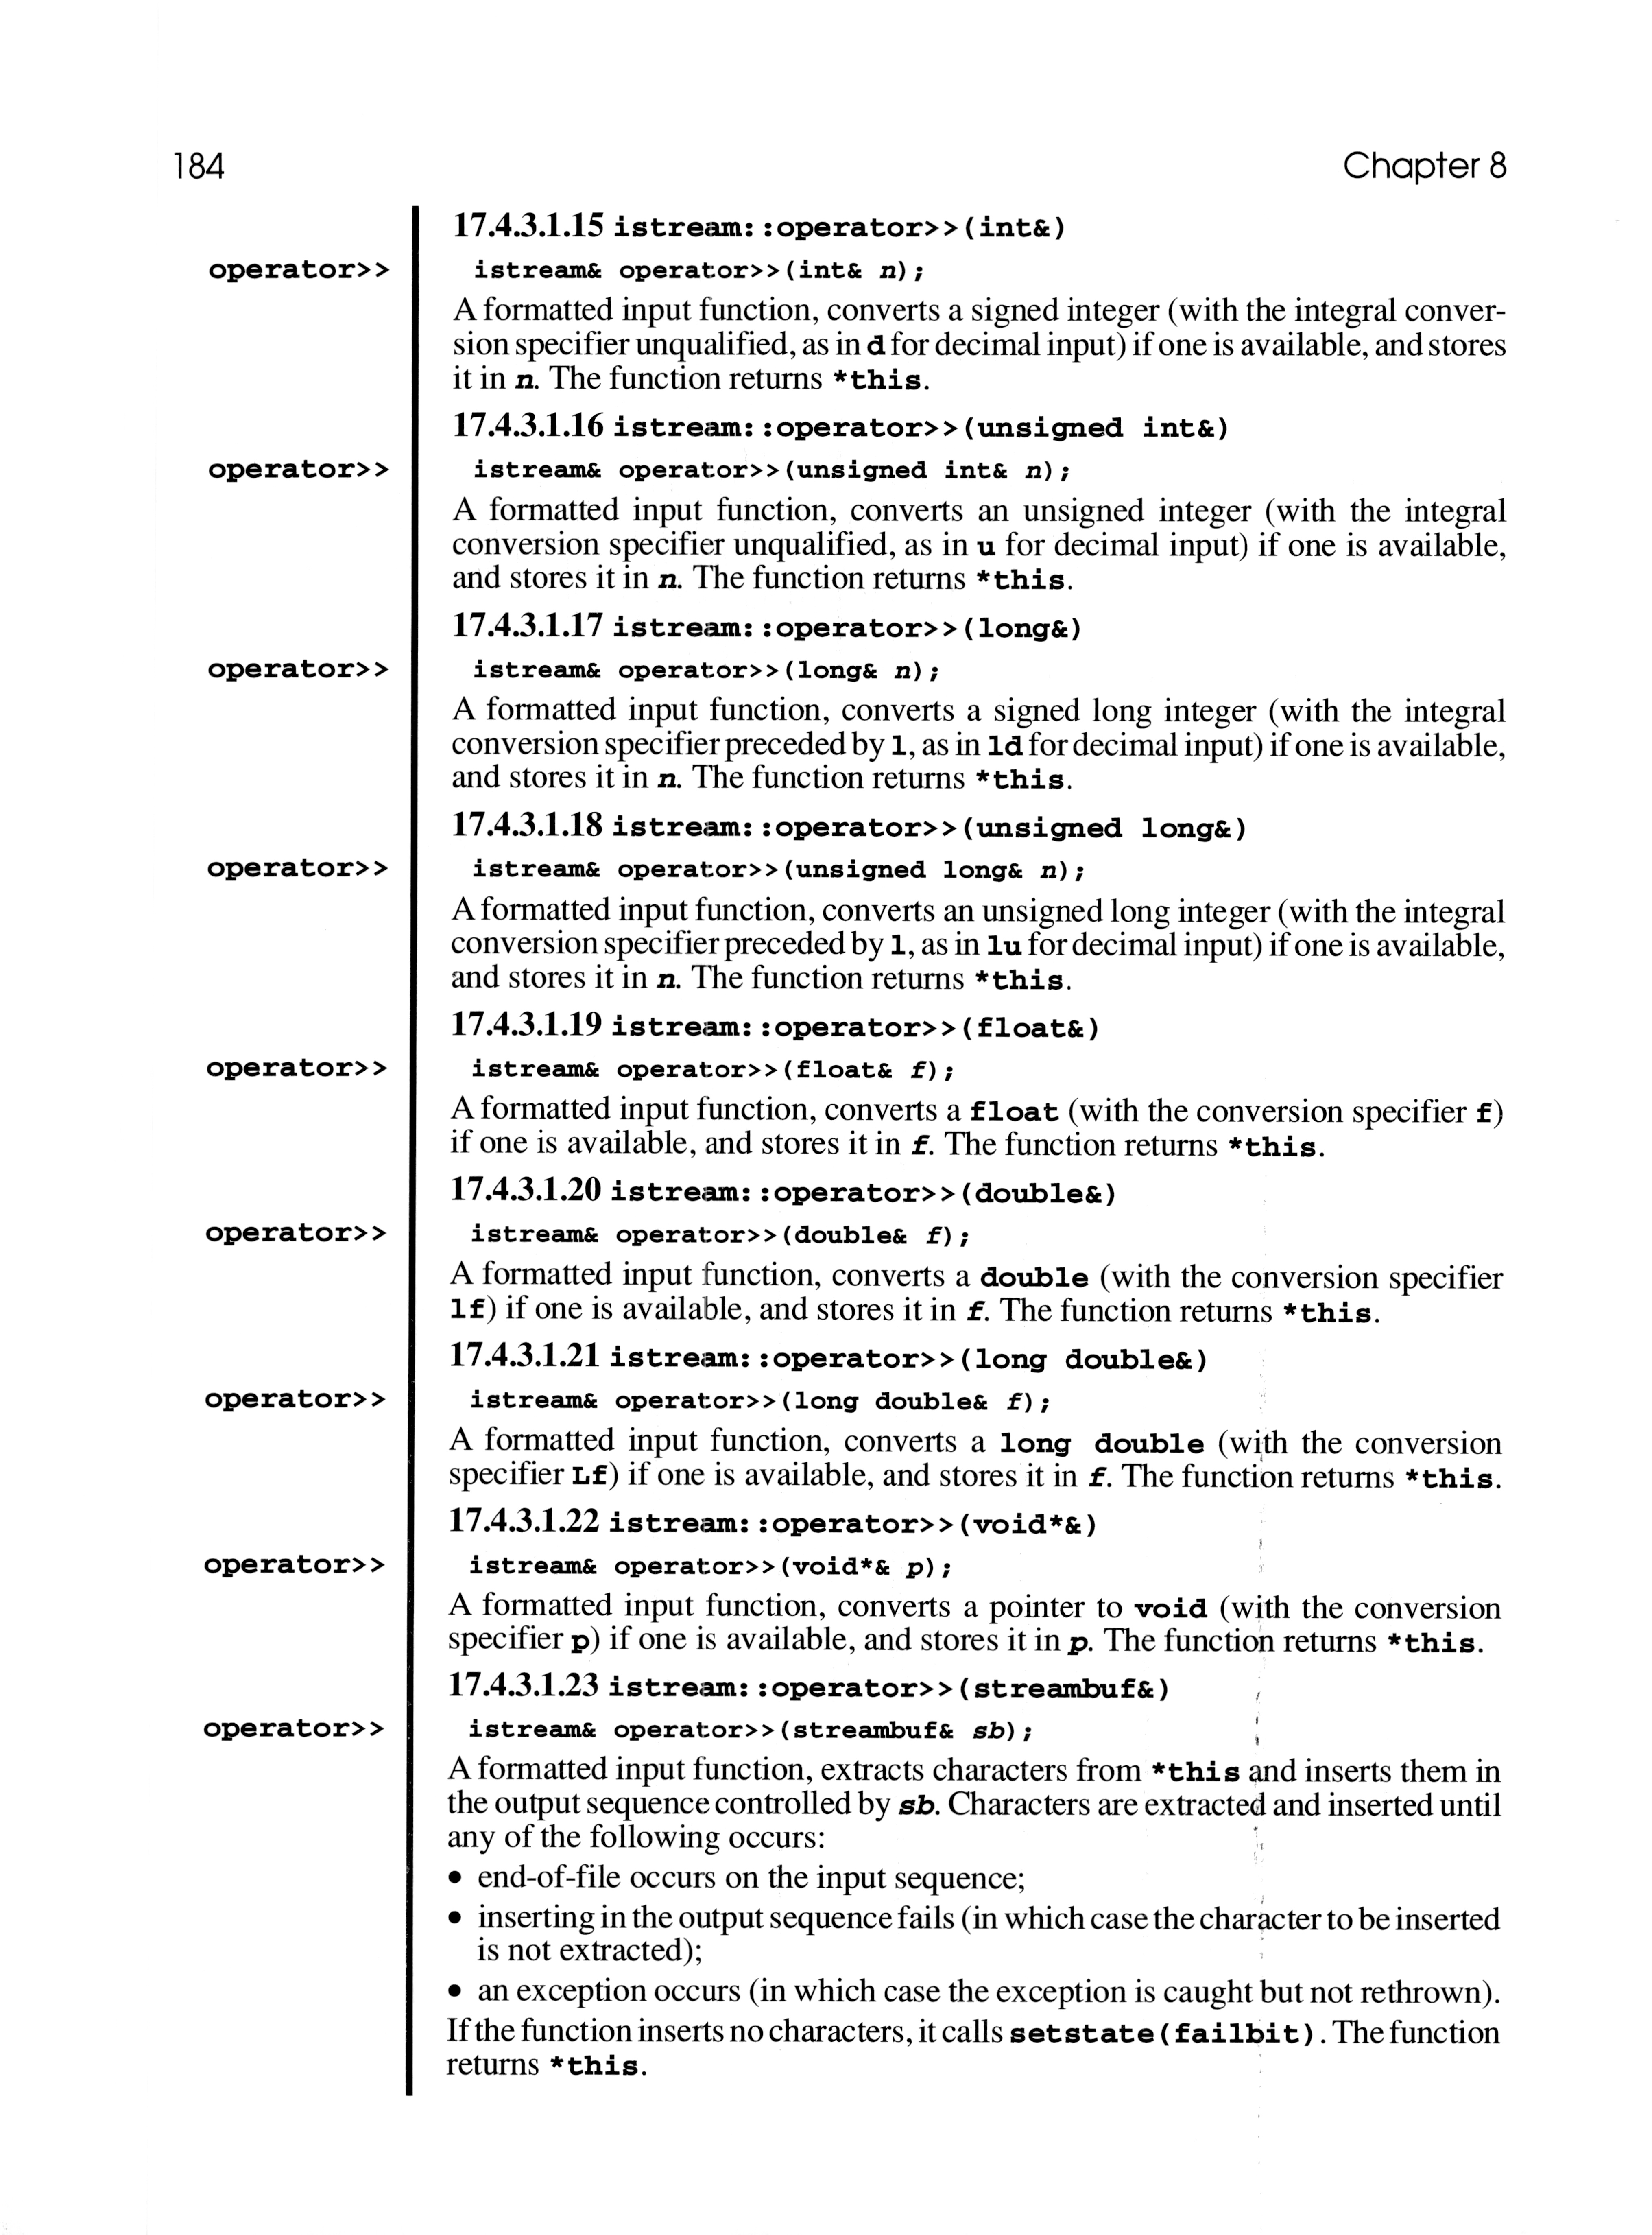 184 Chapter 8
17.4.3.1.15 istream::operator>>(int&)
operator>> istream& operator>>(int& n);
A formatted input function, converts a signed integer (with the integral conver-
sion specifier unqualified, as in d for decimal input) if one is available, and stores
it in n. The function returns *this.
17.4.3.1.16 istream::operator>>(unsigned int&)
operator>> istream& operator>>(unsigned int& n);
A formatted input function, converts an unsigned integer (with the integral
conversion specifier unqualified, as in u for decimal input) if one is available,
and stores it in n. The function returns *this.
17.4.3.1.17 istream::operator>>(long&)
operator>> istream& operator>>(long& n);
A formatted input function, converts a signed long integer (with the integral
conversion specifier preceded by l, as in ld for decimal input) if one is available,
and stores it in n. The function returns *this.
17.4.3.1.18 istream::operator>>(unsigned long&)
operator>> istream& operator>>(unsigned long& n);
A formatted input function, converts an unsigned long integer (with the integral
conversion specifier preceded by l, as in lu for decimal input) if one is available,
and stores it in n. The function returns *this.
17.4.3.1.19 istream::operator>>(float&)
operator>> istream& operator>>(float& f);
A formatted input function, converts a float (with the conversion specifier f)
if one is available, and stores it in f. The function returns *this.
17.4.3.1.20 istream::operator>>(double&)
operator>> istream& operator>>(double& f);
A formatted input function, converts a double (with the conversion specifier
lf) if one is available, and stores it in f. The function returns *this.
17.4.3.1.21 istream::operator>>(long double&)
operator>> istream& operator>>(long double& f);
A formatted input function, converts a long double (with the conversion
specifier Lf) if one is available, and stores it in f. The function returns *this.
17.4.3.1.22 istream::operator>>(void*&)
operator>> istream& operator>>(void*& p);
A formatted input function, converts a pointer to void (with the conversion
specifier p) if one is available, and stores it in p. The function returns *this.
17.4.3.1.23 istream::operator>>(streambuf&)
operator>> istream& operator>>(streambuf& sb);
A formatted input function, extracts characters from *this and inserts them in
the output sequence controlled by sb. Characters are extracted and inserted until
any of the following occurs:
• end-of-file occurs on the input sequence;
• inserting in the output sequence fails (in which case the character to be inserted
is not extracted);
• an exception occurs (in which case the exception is caught but not rethrown).
If the function inserts no characters, it calls setstate(failbit). The function
returns *this.